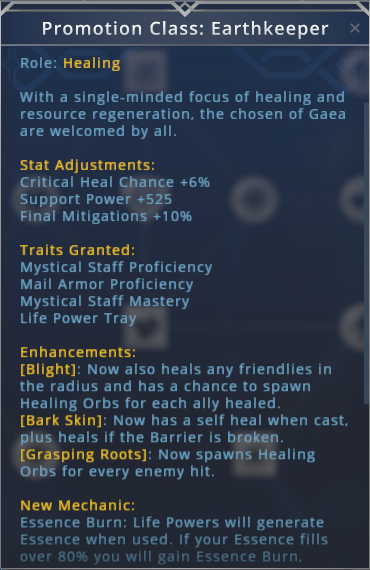 Promotion Class: Earthkeeper
Role: Healing
With a single-minded focus of healing and
resource regeneration, the chosen of Gaea
are welcomed by all.
Stat Adjustments:
Critical Heal Chance +6%
Support Power +525
Final Mitigations +10%
Traits Granted:
Mystical Staff Proficiency
Mail Armor Proficiency
Mystical Staff Mastery
Life Power Tray
Enhancements:
[Blight]: Now also heals any friendlies in
the radius and has a chance to spawn
Healing Orbs for each ally healed.
[Bark Skin]: Now has a self heal when cast,
plus heals if the Barrier is broken.
[Grasping Roots]: Now spawns Healing
Orbs for every enemy hit.
New Mechanic:
Essence Burn: Life Powers will generate
Essence when used. If your Essence fills
over 80% you will gain Essence Burn,